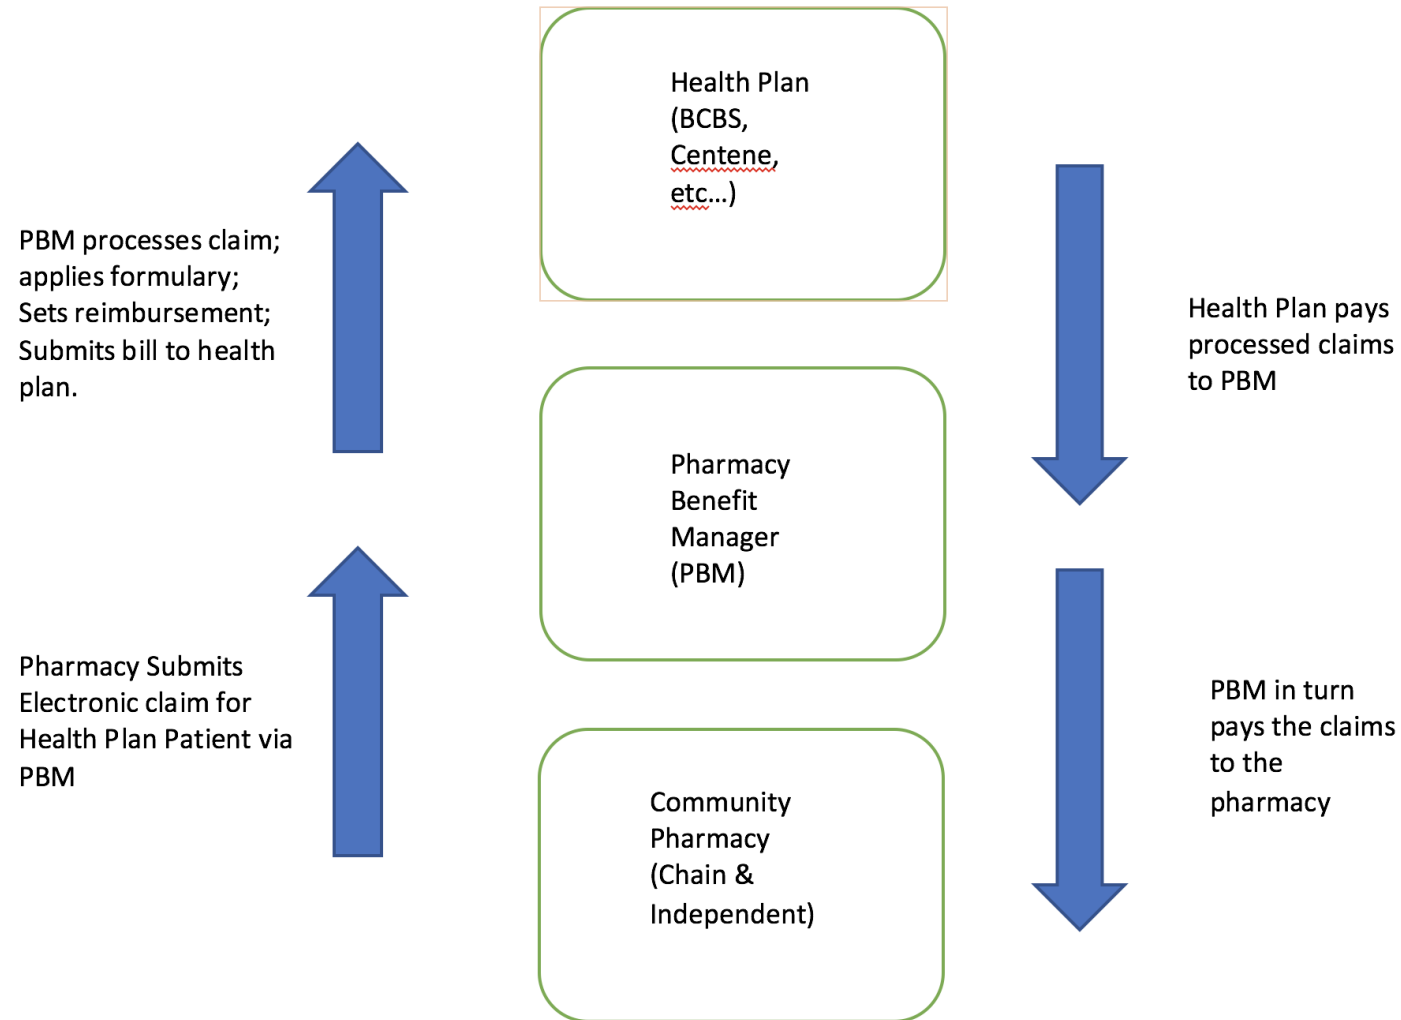 Health Plan
(BCBS,
Centene,
etc...)
PBM processes claim;
applies formulary;
Sets reimbursement;
Submits bill to health
plan.
Health Plan pays
processed claims
to PBM
Pharmacy
Benefit
Manager
(PBM)
Pharmacy Submits
Electronic claim for
Health Plan Patient via
PBM
PBM in turn
pays the claims
to the
pharmacy
Community
Pharmacy
(Chain &
Independent)